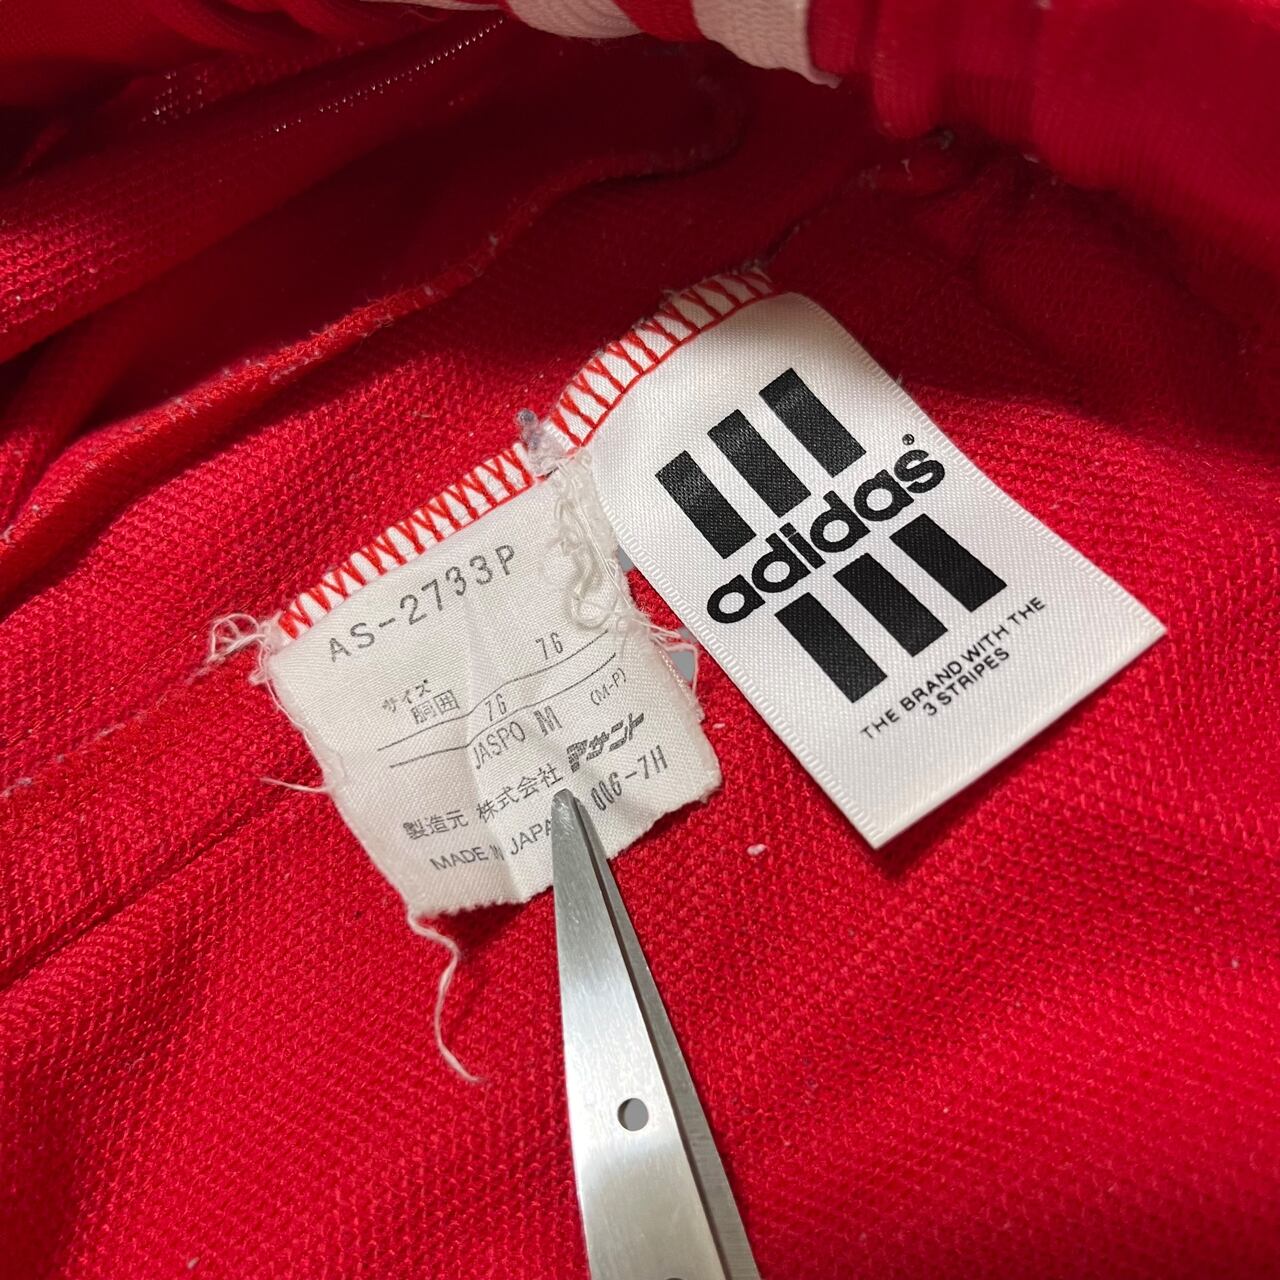 AS-2733P
サイズ 76
胴囲 76
JASPO M (M-P)
製造元 株式会社 デサント
MADE IN JAPAN 006-7H
adidas®
THE BRAND WITH THE
3 STRIPES